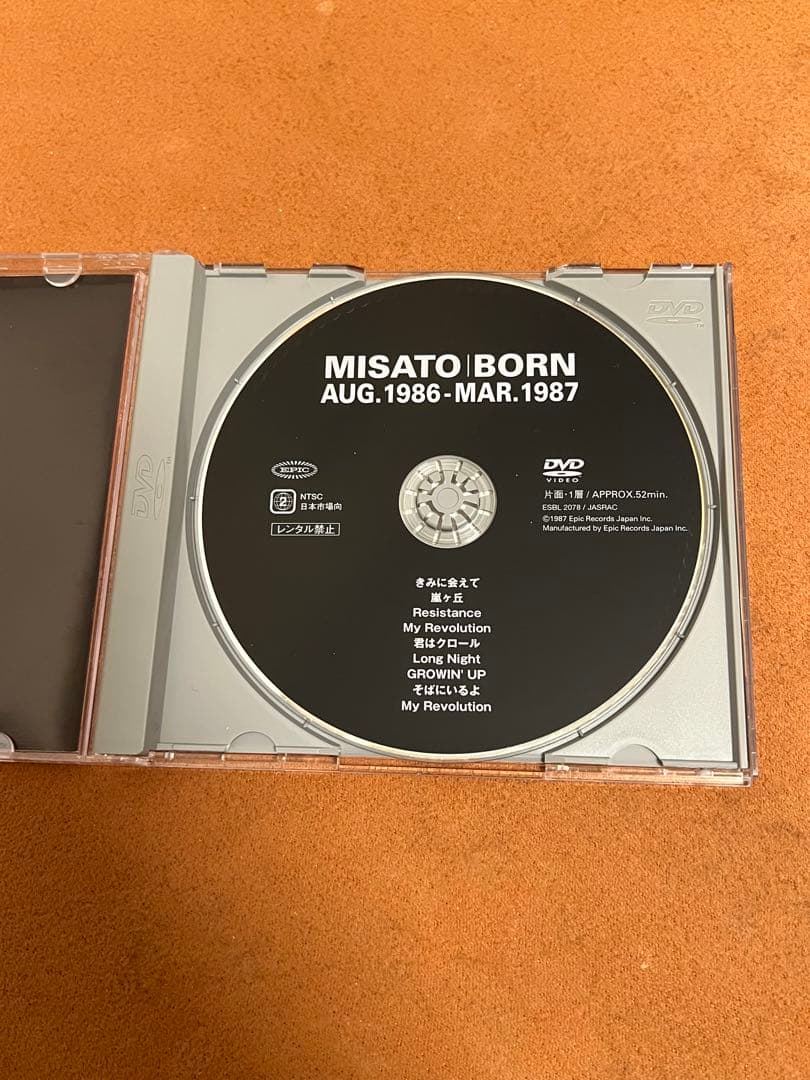 MISATO|BORN
AUG.1986-MAR.1987
EPIC
2
NTSC
日本市場向
レンタル禁止
DVD
VIDEO
片面・1層/APPROX.52min.
ESBL 2078 / JASRAC
©1987 Epic Records Japan Inc.
Manufactured by Epic Records Japan Inc.
きみに会えて
嵐ヶ丘
Resistance
My Revolution
君はクロール
Long Night
GROWIN' UP
そばにいるよ
My Revolution
DVD
TM
DVD
TM